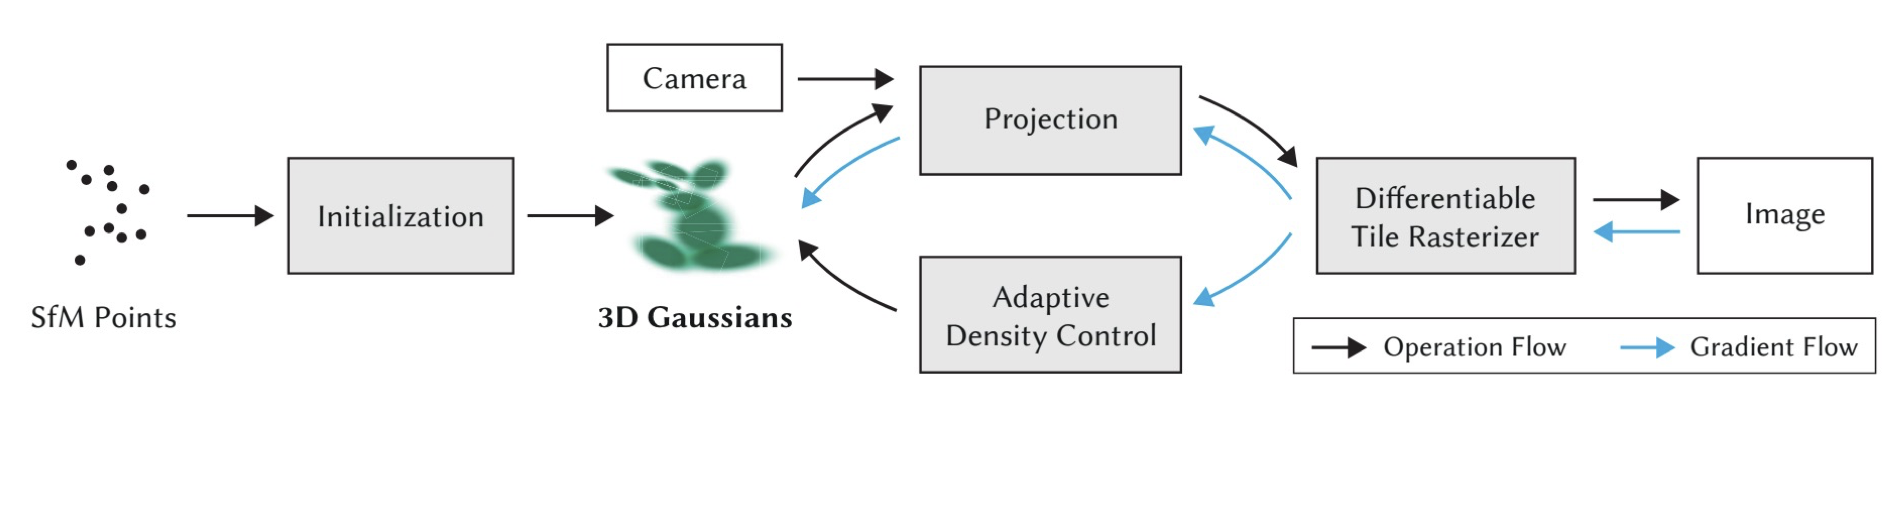 Camera
Projection
SfM Points
Initialization
3D Gaussians
Adaptive
Density Control
Differentiable
Tile Rasterizer
Image
Operation Flow
Gradient Flow